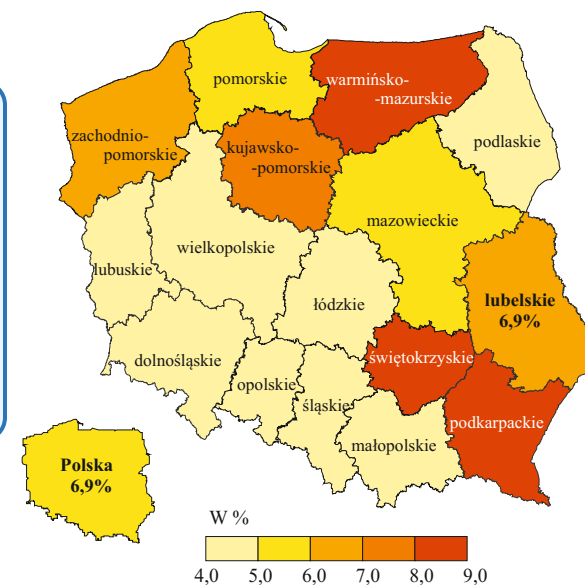 pomorskie
warmińsko-
-mazurskie
zachodnio-
pomorskie
kujawsko-
-pomorskie
podlaskie
mazowieckie
wielkopolskie
lubuskie
łódzkie
lubelskie
6,9%
dolnośląskie
świętokrzyskie
opolskie
śląskie
podkarpackie
małopolskie
Polska
6,9%
W %
4,0 5,0 6,0 7,0 8,0 9,0